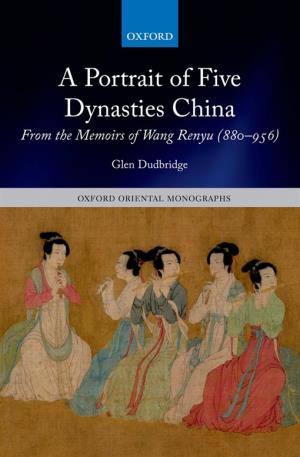 OXFORD
A Portrait of Five
Dynasties China
From the Memoirs of Wang Renyu (880–956)
Glen Dudbridge
OXFORD ORIENTAL MONOGRAPHS